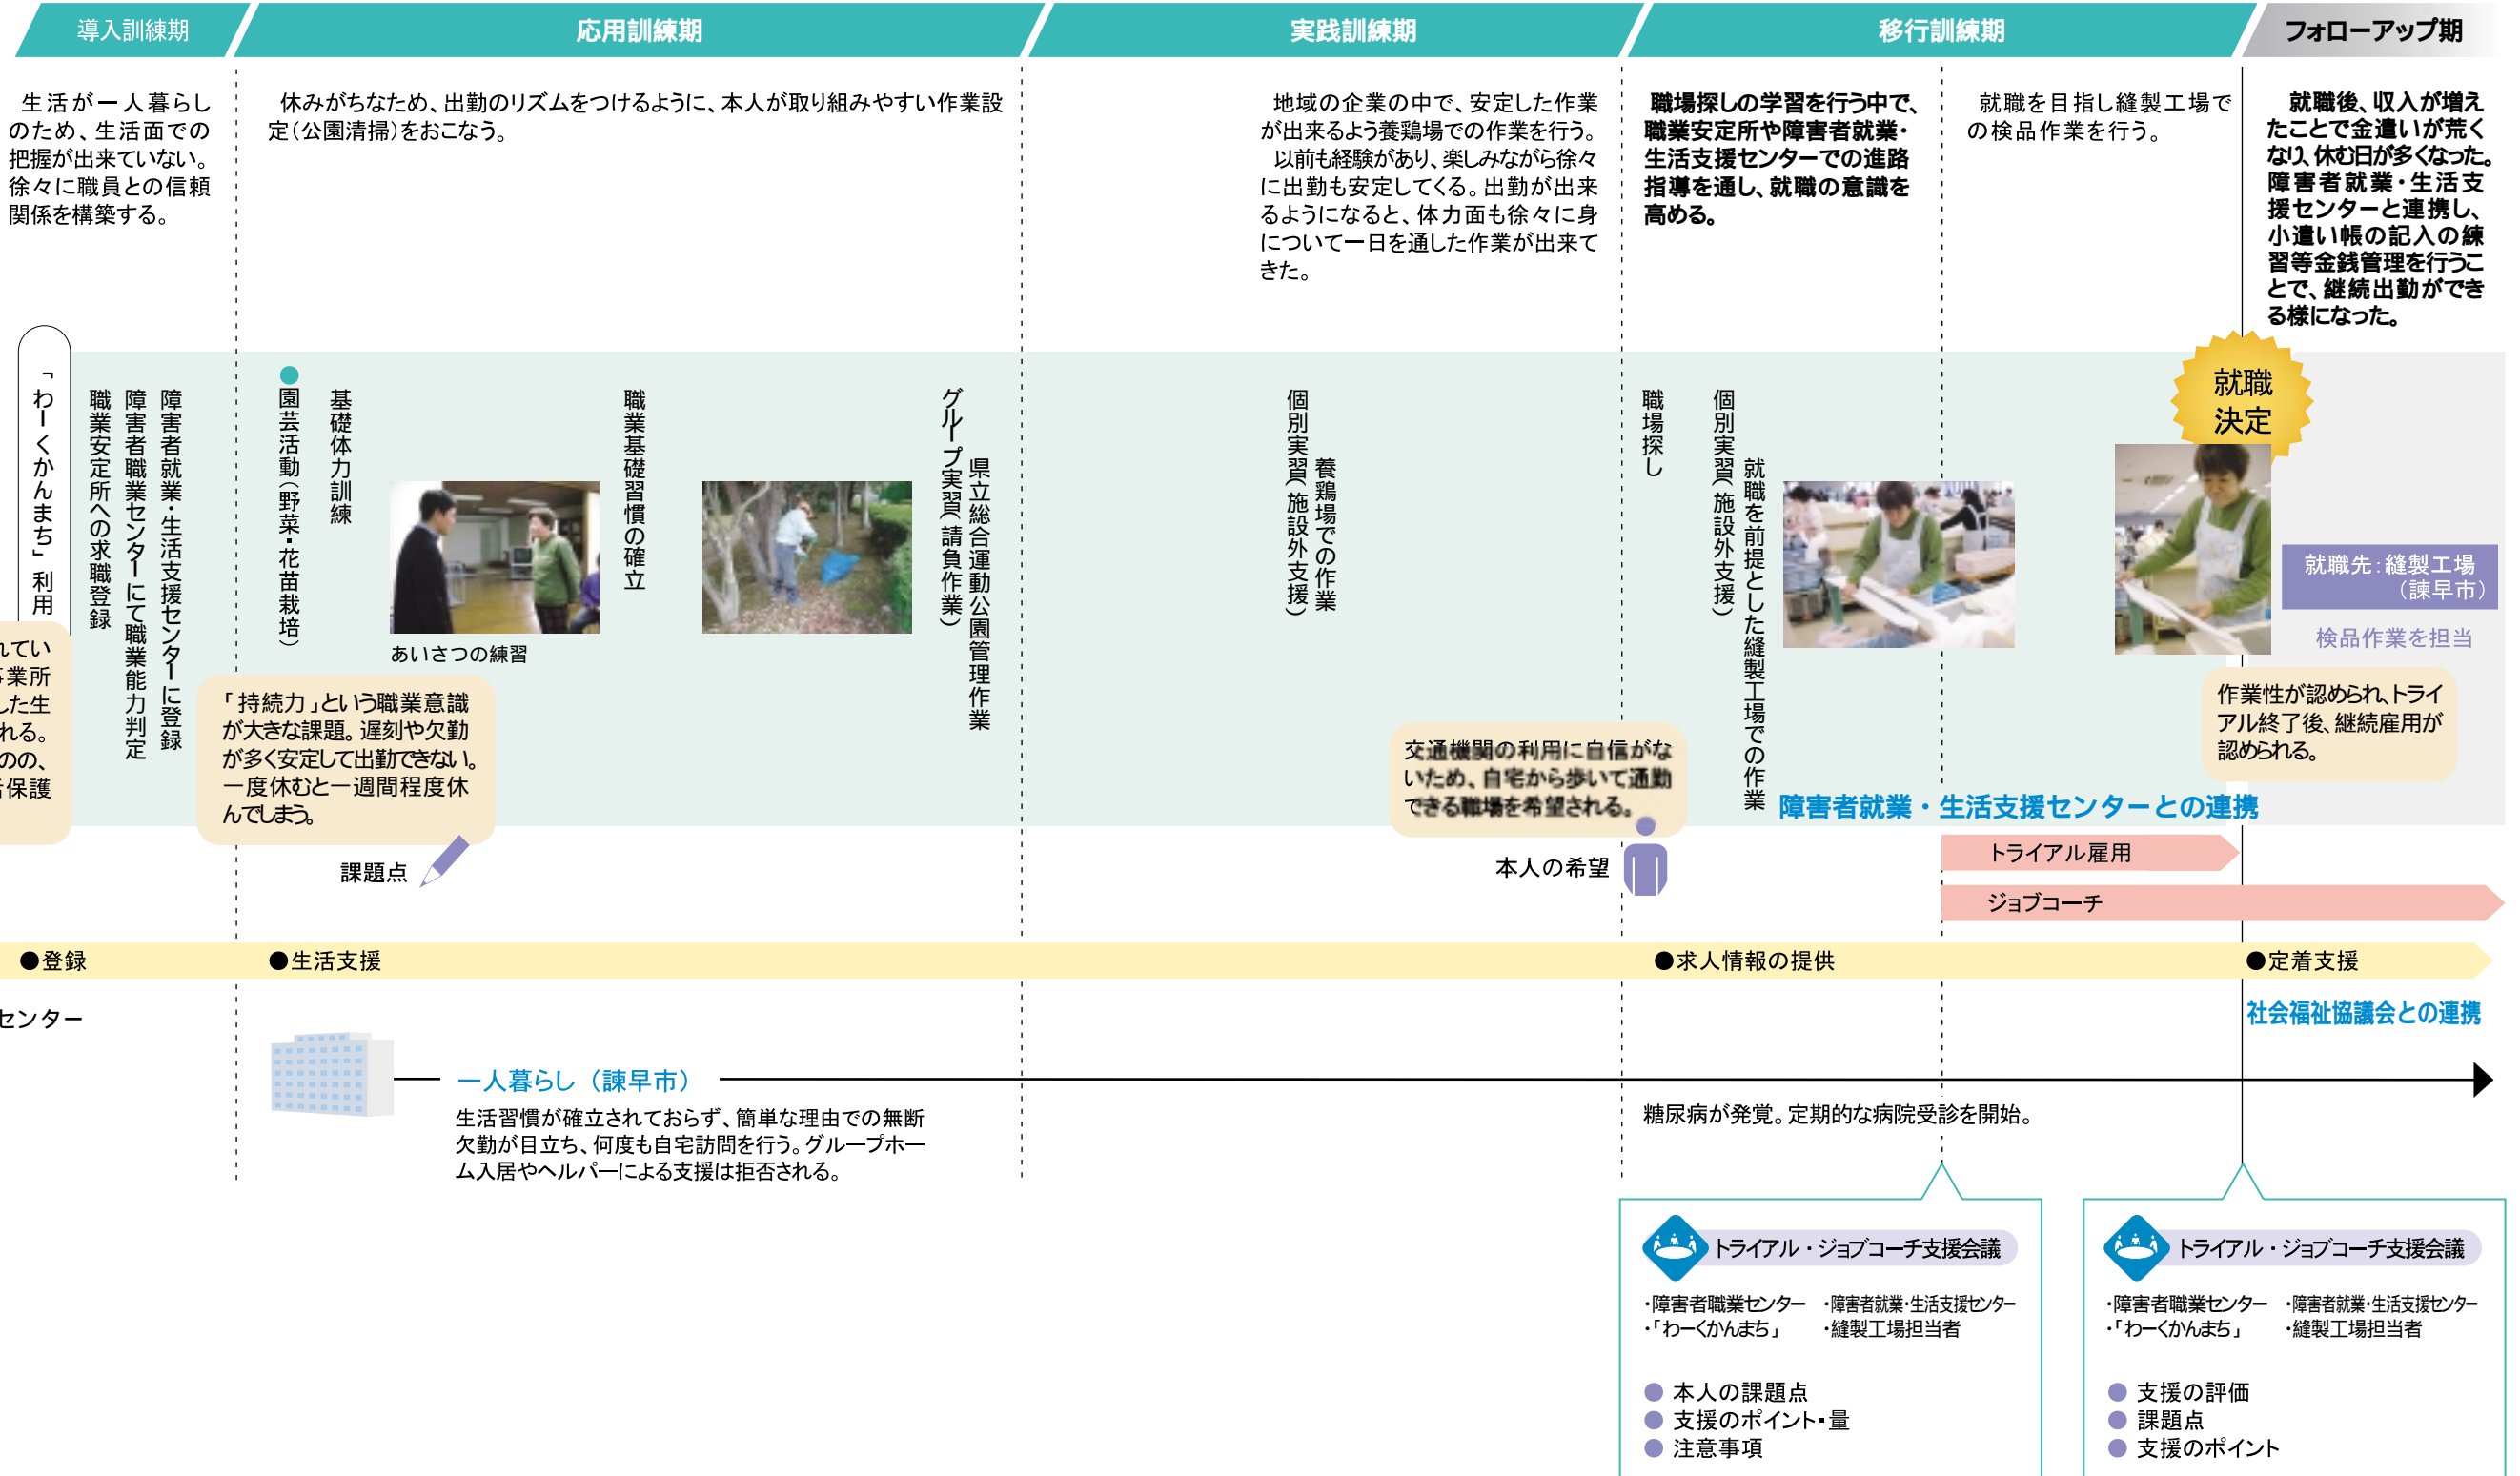 導入訓練期
応用訓練期
実践訓練期
移行訓練期
フォローアップ期
生活が一人暮らし
のため、生活面での
把握が出来ていない。
徐々に職員との信頼
関係を構築する。
休みがちなため、出勤のリズムをつけるように、本人が取り組みやすい作業設
定(公園清掃)をおこなう。
地域の企業の中で、安定した作業
が出来るよう養鶏場での作業を行う。
以前も経験があり、楽しみながら徐々
に出勤も安定してくる。出勤が出来
るようになると、体力面も徐々に身
について一日を通した作業が出来て
きた。
職場探しの学習を行う中で、
職業安定所や障害者就業・
生活支援センターでの進路
指導を通し、就職の意識を
高める。
就職を目指し縫製工場で
の検品作業を行う。
就職後、収入が増え
たことで金遣いが荒く
なり、休む日が多くなった。
障害者就業・生活支
援センターと連携し、
小遣い帳の記入の練
習等金銭管理を行うこ
とで、継続出勤ができ
る様になった。
「わーくかんまち」利用
職業安定所への求職登録
障害者職業センターにて職業能力判定
障害者就業・生活支援センターに登録
●園芸活動(野菜・花苗栽培)
基礎体力訓練
あいさつの練習
職業基礎習慣の確立
グループ実習(請負作業)
県立総合運動公園管理作業
個別実習(施設外支援)
養鶏場での作業
職場探し
個別実習(施設外支援)
就職を前提とした縫製工場での作業
就職
決定
就職先:縫製工場
(諫早市)
検品作業を担当
れてい
事業所
した生
れる。
のの、
活保護
「持続力」という職業意識
が大きな課題。遅刻や欠勤
が多く安定して出勤できない。
一度休むと一週間程度休
んでしまう。
課題点
交通機関の利用に自信がな
いため、自宅から歩いて通勤
できる職場を希望される。
本人の希望
作業性が認められ、トライ
アル終了後、継続雇用が
認められる。
障害者就業・生活支援センターとの連携
トライアル雇用
ジョブコーチ
●登録
●生活支援
●求人情報の提供
●定着支援
センター
社会福祉協議会との連携
一人暮らし(諫早市)
生活習慣が確立されておらず、簡単な理由での無断
欠勤が目立ち、何度も自宅訪問を行う。グループホー
ム入居やヘルパーによる支援は拒否される。
糖尿病が発覚。定期的な病院受診を開始。
トライアル・ジョブコーチ支援会議
・障害者職業センター ・障害者就業・生活支援センター
・「わーくかんまち」 ・縫製工場担当者
● 本人の課題点
● 支援のポイント・量
● 注意事項
トライアル・ジョブコーチ支援会議
・障害者職業センター ・障害者就業・生活支援センター
・「わーくかんまち」 ・縫製工場担当者
● 支援の評価
● 課題点
● 支援のポイント